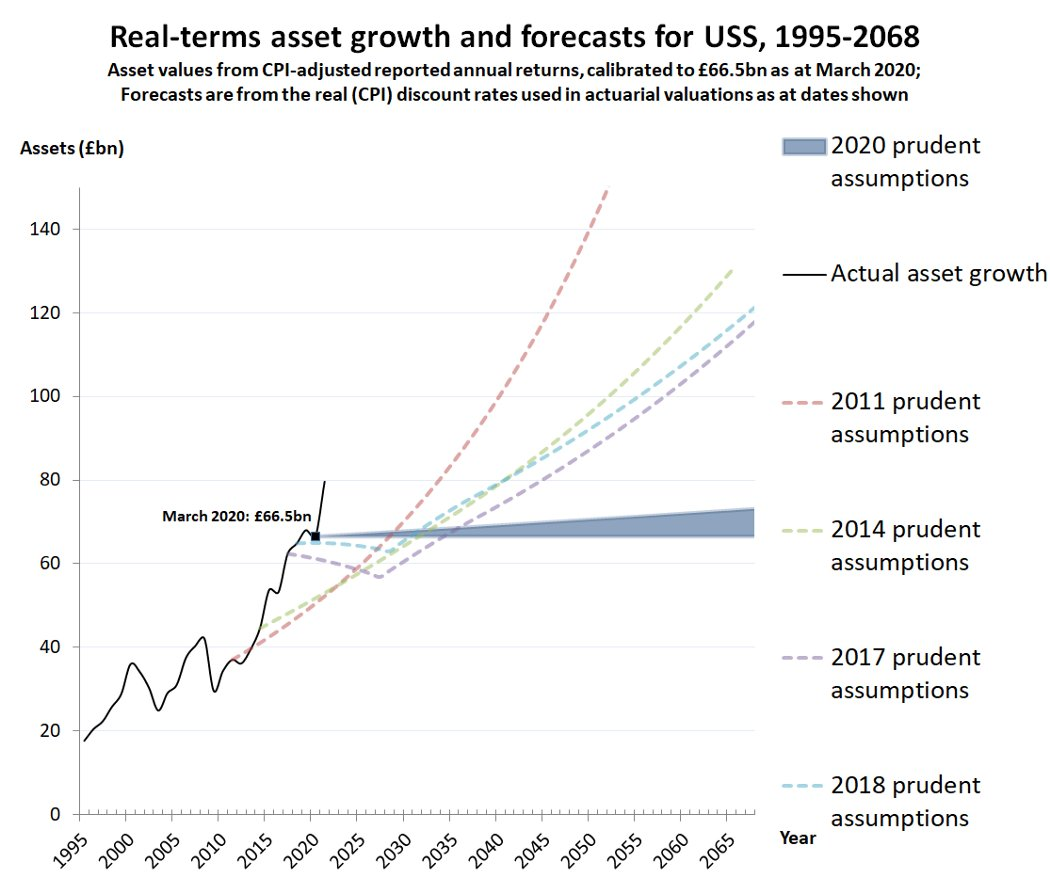 Real-terms asset growth and forecasts for USS, 1995-2068
Asset values from CPI-adjusted reported annual returns, calibrated to £66.5bn as at March 2020;
Forecasts are from the real (CPI) discount rates used in actuarial valuations as at dates shown
Assets (£bn)
140
120
100
80
60
40
20
0
March 2020: £66.5bn
1995
2000
2005
2010
2015
2020
2025
2030
2035
2040
2045
2050
2055
2060
2065
Year
2020 prudent
assumptions
Actual asset growth
2011 prudent
assumptions
2014 prudent
assumptions
2017 prudent
assumptions
2018 prudent
assumptions